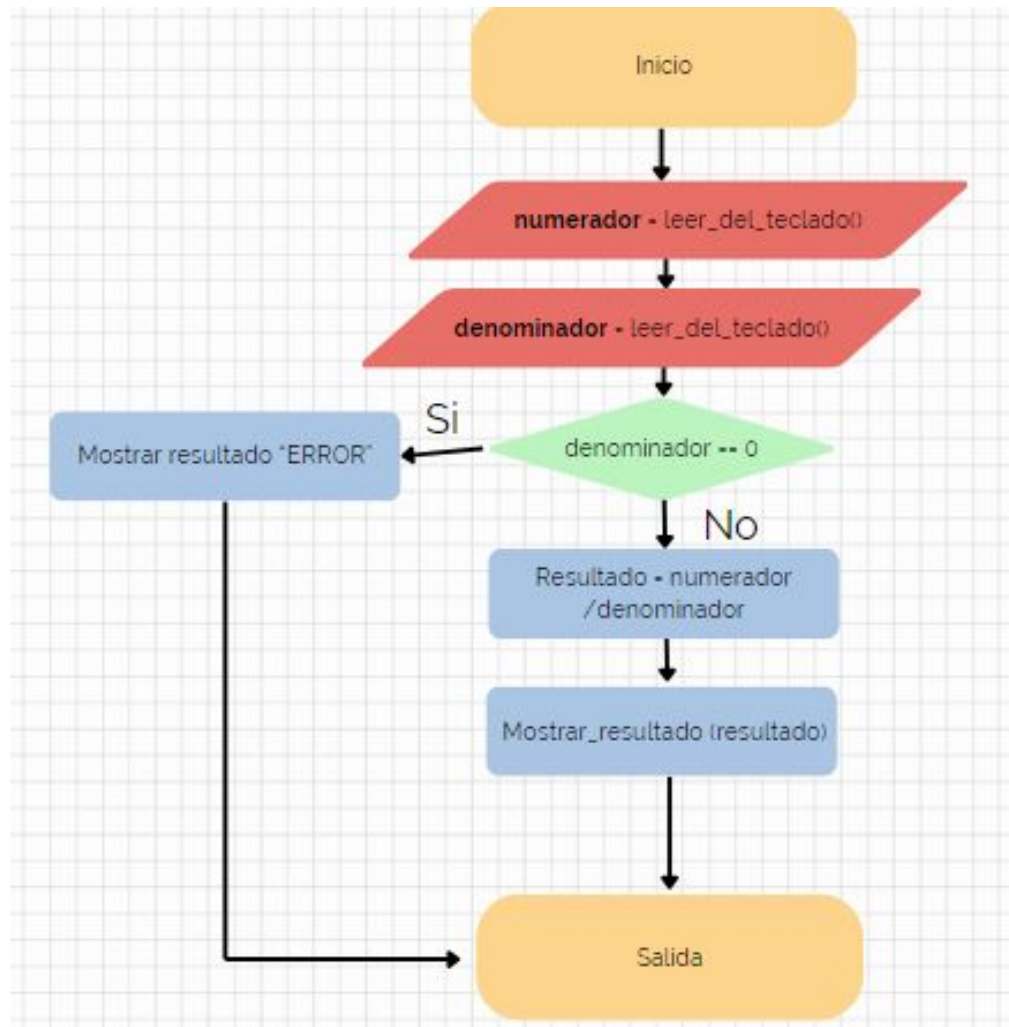 Inicio
numerador = leer_del_teclado()
denominador = leer_del_teclado()
Si
Mostrar resultado “ERROR”
denominador == 0
No
Resultado = numerador
/denominador
Mostrar_resultado (resultado)
Salida